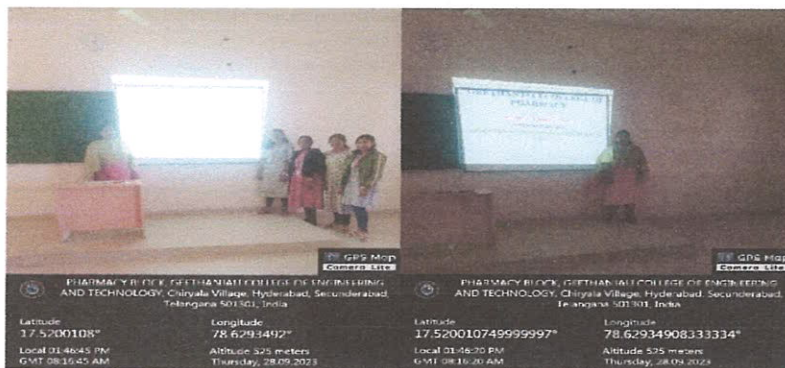 GEETHANJALI COLLEGE OF
PHARMACY
GPS Map
Camera Lite
PHARMACY BLOCK, GEETHANJALI COLLEGE OF ENGINEERING
AND TECHNOLOGY, Chiryala Village, Hyderabad, Secunderabad,
Telangana 501301, India
Latitude
17.5200108°
Longitude
78.6293492°
Local 01:46:45 PM
GMT 08:16:45 AM
Altitude 525 meters
Thursday, 28.09.2023
GPS Map
Camera Lite
PHARMACY BLOCK, GEETHANJALI COLLEGE OF ENGINEERING
AND TECHNOLOGY, Chiryala Village, Hyderabad, Secunderabad,
Telangana 501301, India
Latitude
17.520010749999997°
Longitude
78.62934908333334°
Local 01:46:20 PM
GMT 08:16:20 AM
Altitude 525 meters
Thursday, 28.09.2023